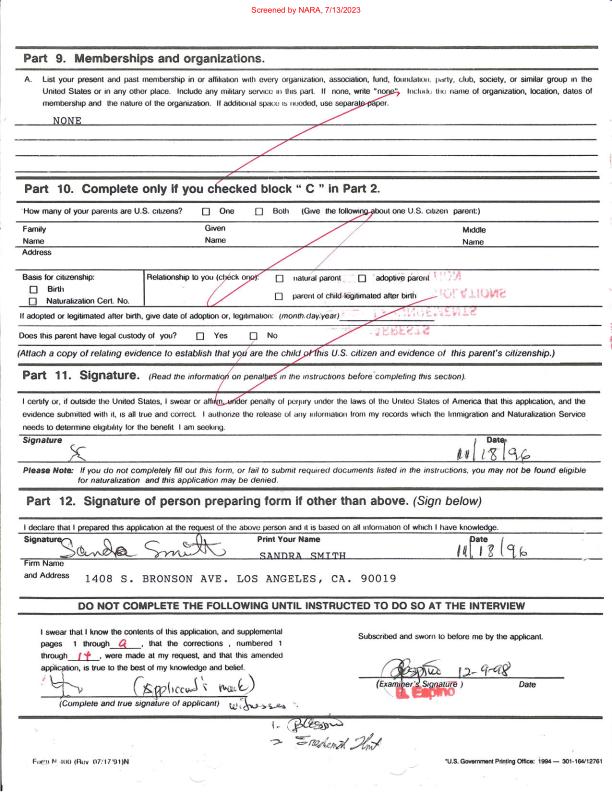 Screened by NARA, 7/13/2023
Part 9. Memberships and organizations.
A. List your present and past membership in or affiliation with every organization, association, fund, foundation, party, club, society, or similar group in the
United States or in any other place. Include any military service in this part. If none, write "none". Include the name of organization, location, dates of
membership and the nature of the organization. If additional space is needed, use separate paper.
NONE
Part 10. Complete only if you checked block " C " in Part 2.
How many of your parents are U.S. citizens? One Both (Give the following about one U.S. citizen parent:)
Family Given Middle
Name Name Name
Address
Basis for citizenship: Relationship to you (check one): natural parent adoptive parent
Birth
Naturalization Cert. No. parent of child legitimated after birth
If adopted or legitimated after birth, give date of adoption or, legitimation: (month.day.year)
Does this parent have legal custody of you? Yes No
(Attach a copy of relating evidence to establish that you are the child of this U.S. citizen and evidence of this parent's citizenship.)
Part 11. Signature. (Read the information on penalties in the instructions before completing this section).
I certify or, if outside the United States, I swear or affirm, under penalty of perjury under the laws of the United States of America that this application, and the
evidence submitted with it, is all true and correct. I authorize the release of any information from my records which the Immigration and Naturalization Service
needs to determine eligibility for the benefit I am seeking.
Signature Date
11/18/96
Please Note: If you do not completely fill out this form, or fail to submit required documents listed in the instructions, you may not be found eligible
for naturalization and this application may be denied.
Part 12. Signature of person preparing form if other than above. (Sign below)
I declare that I prepared this application at the request of the above person and it is based on all information of which I have knowledge.
Signature Print Your Name Date
Sandra Smith SANDRA SMITH 11/18/96
Firm Name
and Address 1408 S. BRONSON AVE. LOS ANGELES, CA. 90019
DO NOT COMPLETE THE FOLLOWING UNTIL INSTRUCTED TO DO SO AT THE INTERVIEW
I swear that I know the contents of this application, and supplemental
pages 1 through , that the corrections , numbered 1
through 14 , were made at my request, and that this amended
application, is true to the best of my knowledge and belief.
(Applicant's mark)
(Complete and true signature of applicant) witnesses:
Subscribed and sworn to before me by the applicant.
Espino 12-9-98
(Examiner's Signature ) Date
Espino
1.
2.
Form N-400 (Rev 07/17/91)N
*U.S. Government Printing Office: 1994 — 301-164/12761